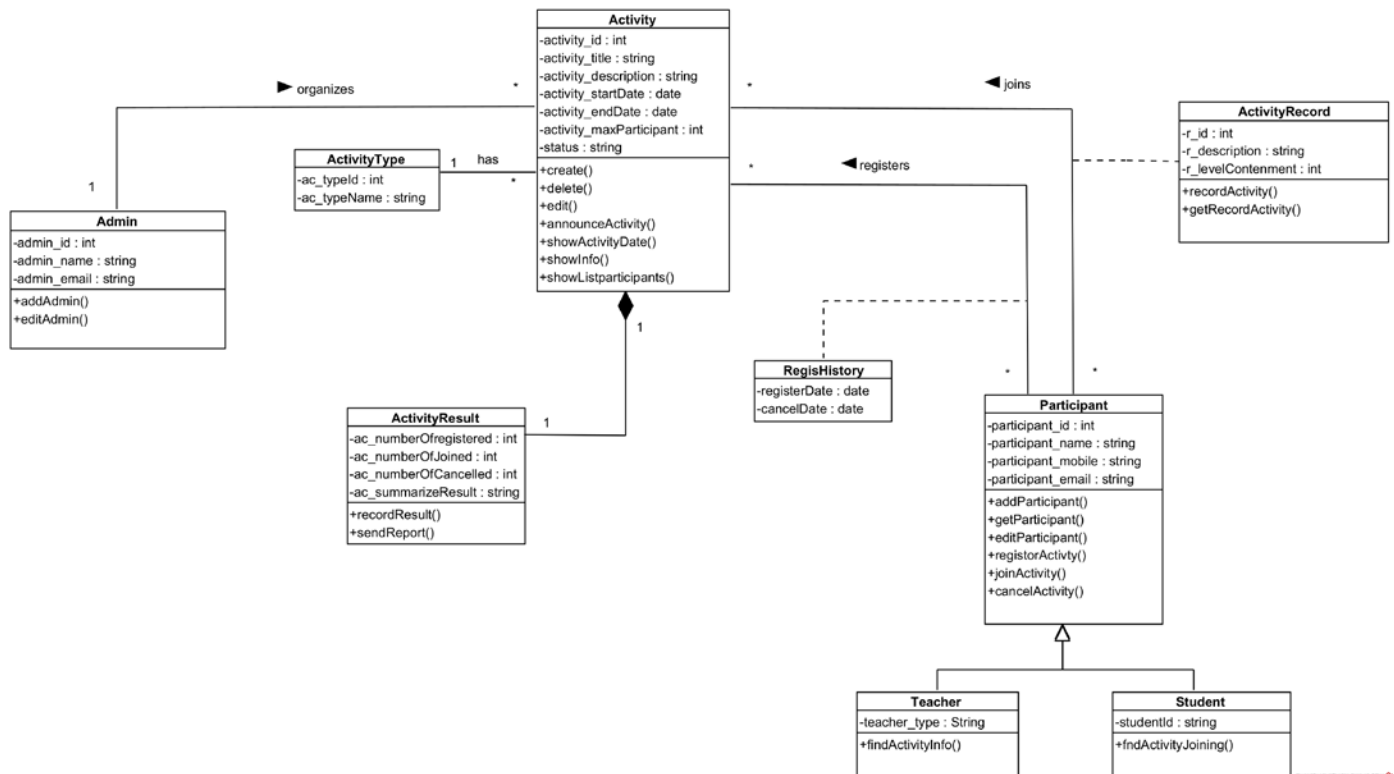 Activity
-activity_id : int
-activity_title : string
-activity_description : string
-activity_startDate : date
-activity_endDate : date
-activity_maxParticipant : int
-status : string
+create()
+delete()
+edit()
+announceActivity()
+showActivityDate()
+showInfo()
+showListparticipants()
organizes
*
1
* joins
ActivityRecord
-r_id : int
-r_description : string
-r_levelContenment : int
+recordActivity()
+getRecordActivity()
ActivityType
-ac_typeId : int
-ac_typeName : string
1 has
*
* registers
Admin
-admin_id : int
-admin_name : string
-admin_email : string
+addAdmin()
+editAdmin()
1
1
ActivityResult
-ac_numberOfregistered : int
-ac_numberOfJoined : int
-ac_numberOfCancelled : int
-ac_summarizeResult : string
+recordResult()
+sendReport()
RegisHistory
-registerDate : date
-cancelDate : date
* *
Participant
-participant_id : int
-participant_name : string
-participant_mobile : string
-participant_email : string
+addParticipant()
+getParticipant()
+editParticipant()
+registorActivty()
+joinActivity()
+cancelActivity()
Teacher
-teacher_type : String
+findActivityInfo()
Student
-studentId : string
+fndActivityJoining()